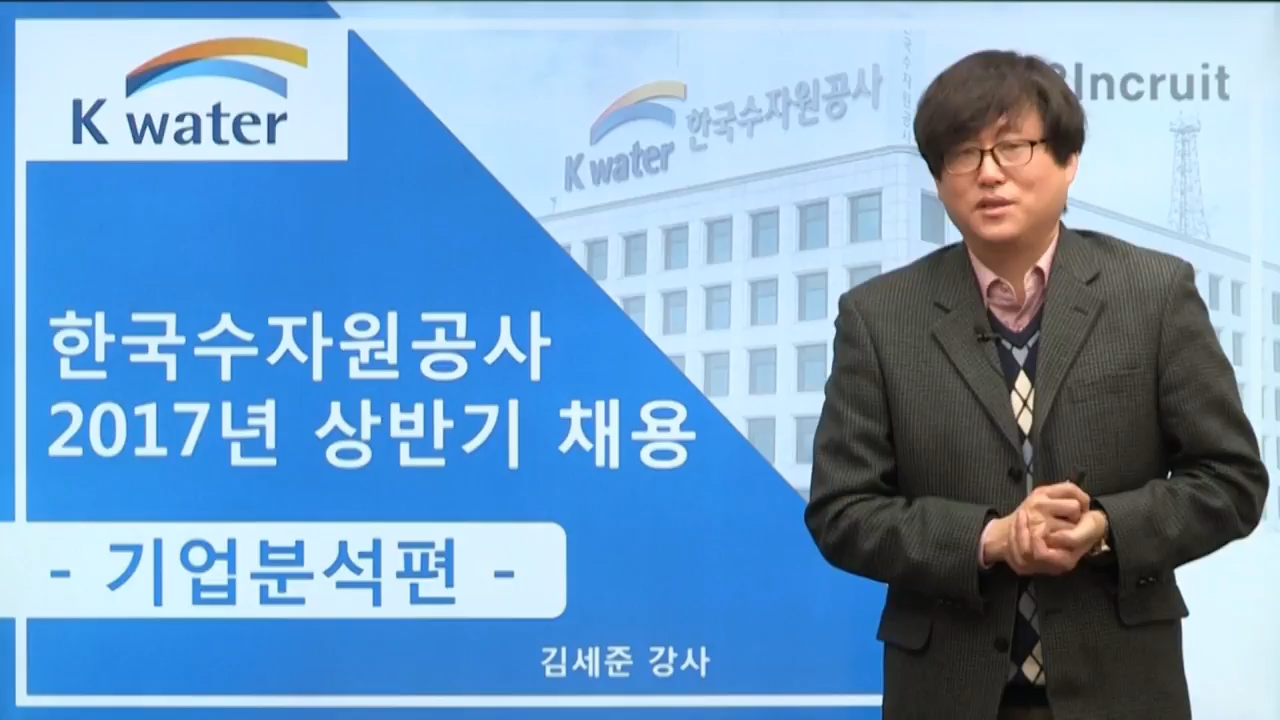 K water
K water 한국수자원공사
Incruit
한국수자원공사
2017년 상반기 채용
- 기업분석편 -
김세준 강사